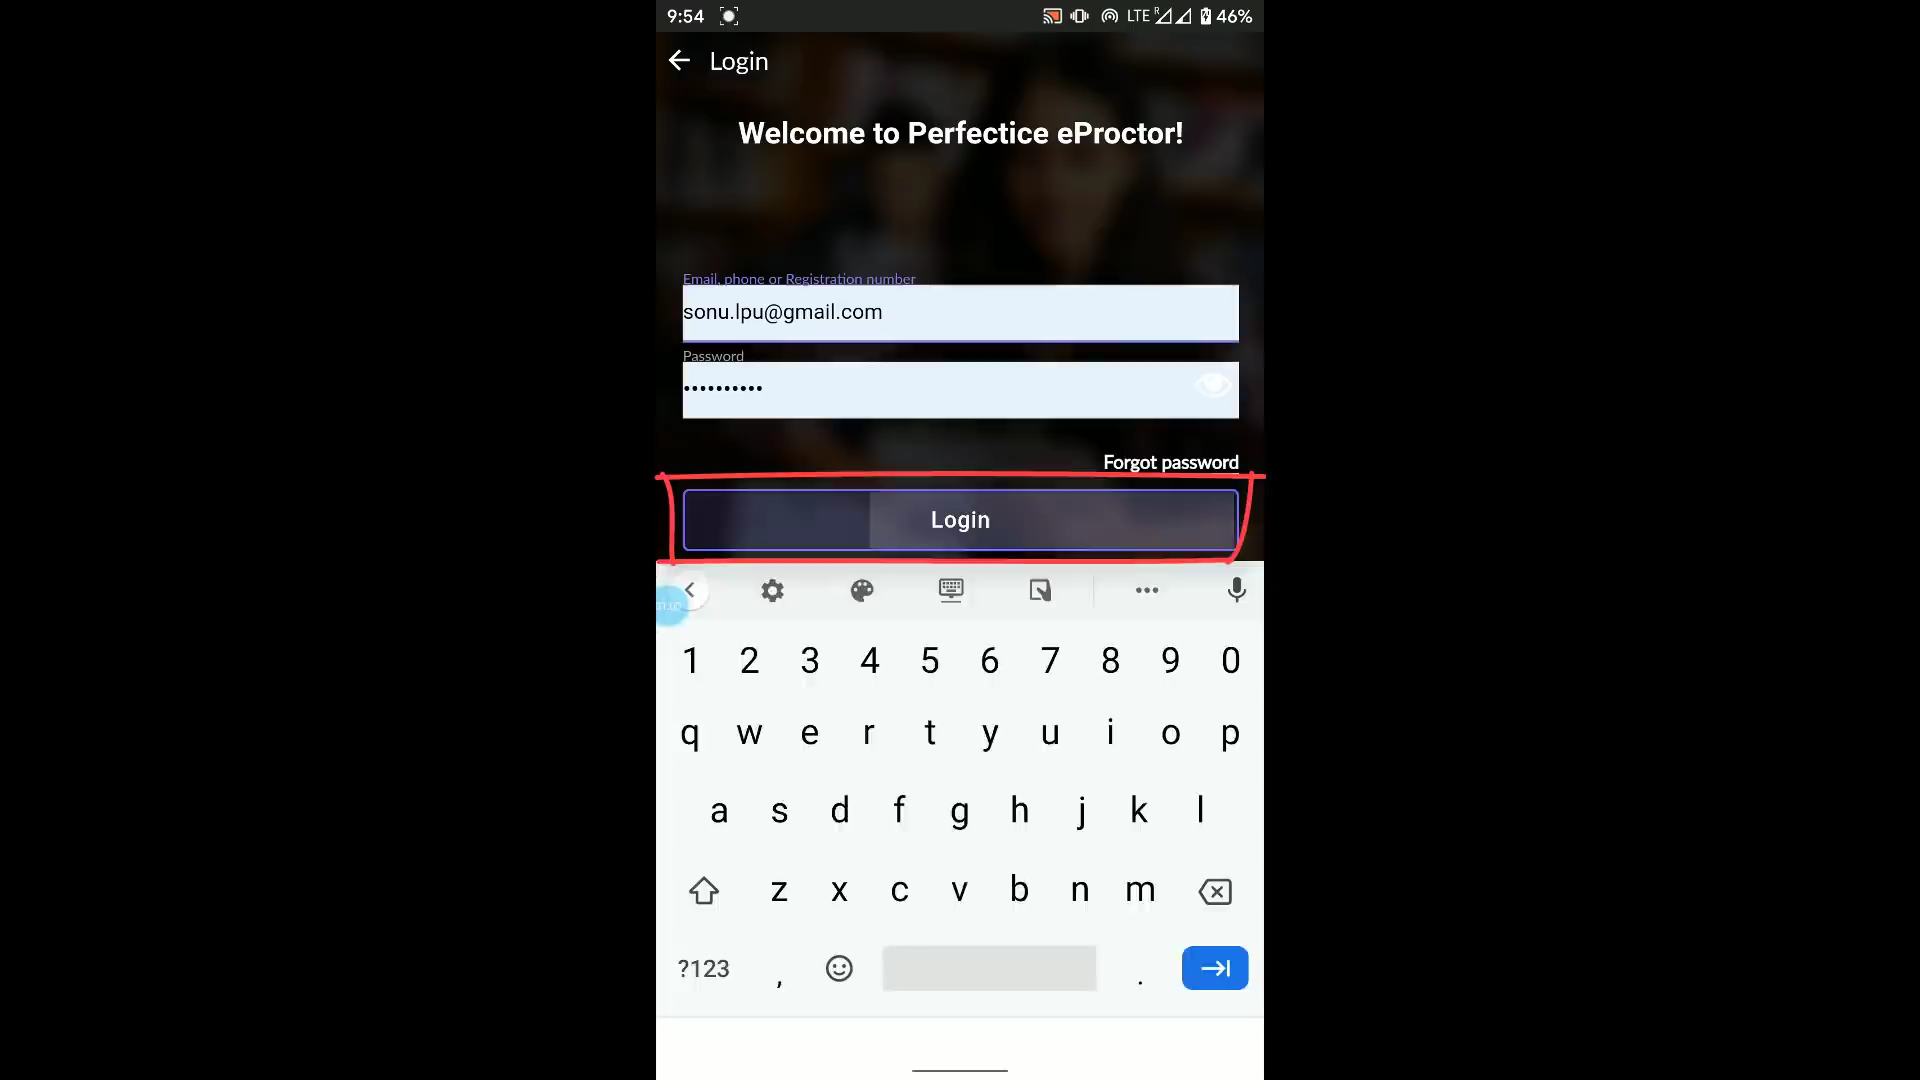 9:54 LTE R 46%
Login
Welcome to Perfectice eProctor!
Email, phone or Registration number
sonu.lpu@gmail.com
Password
••••••••••
Forgot password
Login
1 2 3 4 5 6 7 8 9 0
q w e r t y u i o p
a s d f g h j k l
z x c v b n m
?123 , .